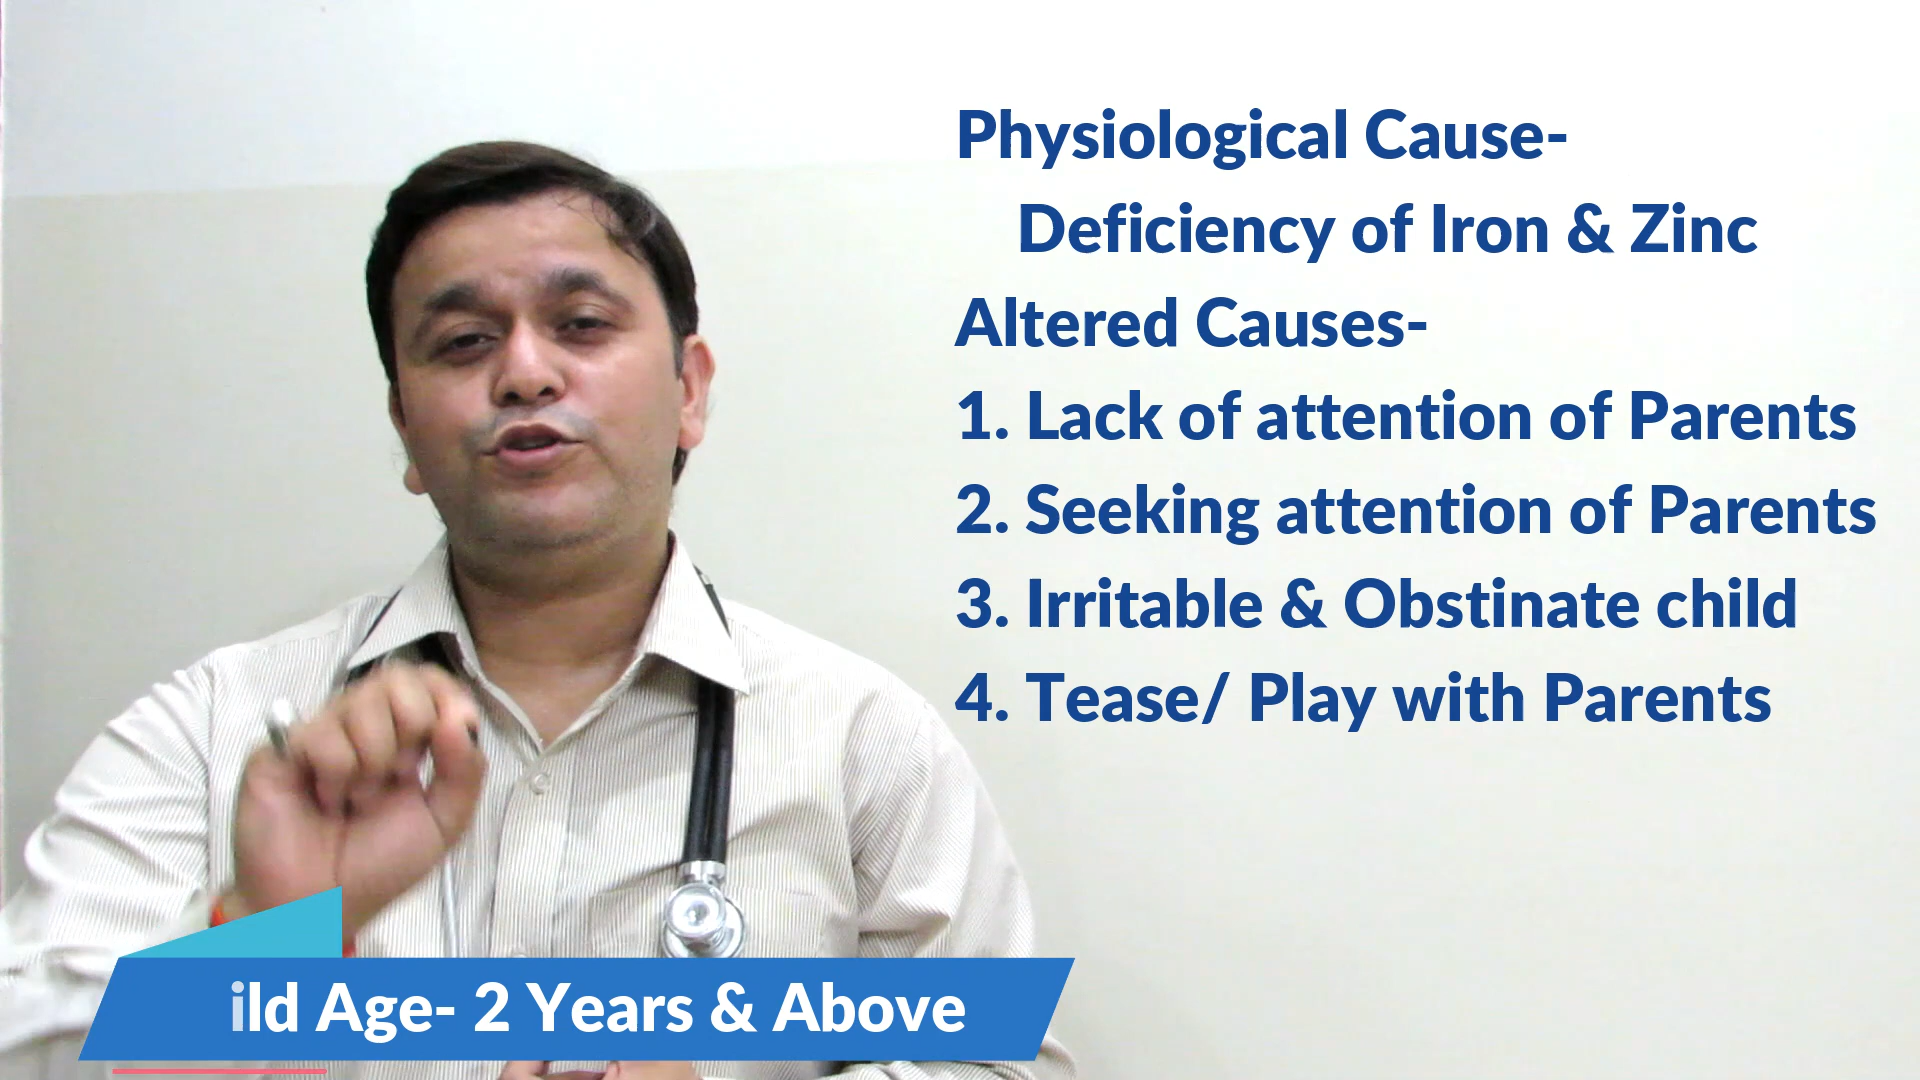 Physiological Cause-
Deficiency of Iron & Zinc
Altered Causes-
1. Lack of attention of Parents
2. Seeking attention of Parents
3. Irritable & Obstinate child
4. Tease/ Play with Parents
ild Age- 2 Years & Above